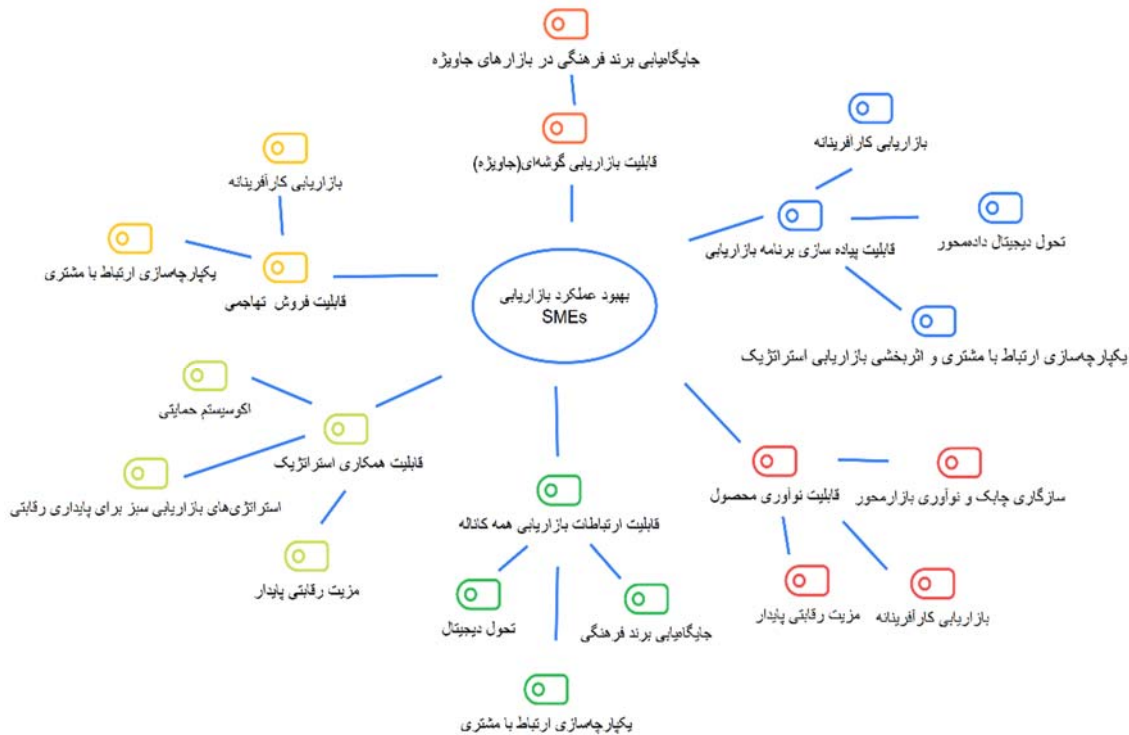 جایگاه‌یابی برند فرهنگی در بازارهای جاویژه
قابلیت بازاریابی گوشه‌ای(جاویژه)
بازاریابی کارآفرینانه
قابلیت پیاده سازی برنامه بازاریابی
تحول دیجیتال داده‌محور
یکپارچه‌سازی ارتباط با مشتری و اثربخشی بازاریابی استراتژیک
بازاریابی کارآفرینانه
یکپارچه‌سازی ارتباط با مشتری
قابلیت فروش تهاجمی
بهبود عملکرد بازاریابی
SMEs
اکوسیستم حمایتی
قابلیت همکاری استراتژیک
استراتژی‌های بازاریابی سبز برای پایداری رقابتی
مزیت رقابتی پایدار
قابلیت ارتباطات بازاریابی همه کاناله
تحول دیجیتال
جایگاه‌یابی برند فرهنگی
یکپارچه‌سازی ارتباط با مشتری
قابلیت نوآوری محصول
سازگاری چابک و نوآوری بازارمحور
مزیت رقابتی پایدار
بازاریابی کارآفرینانه